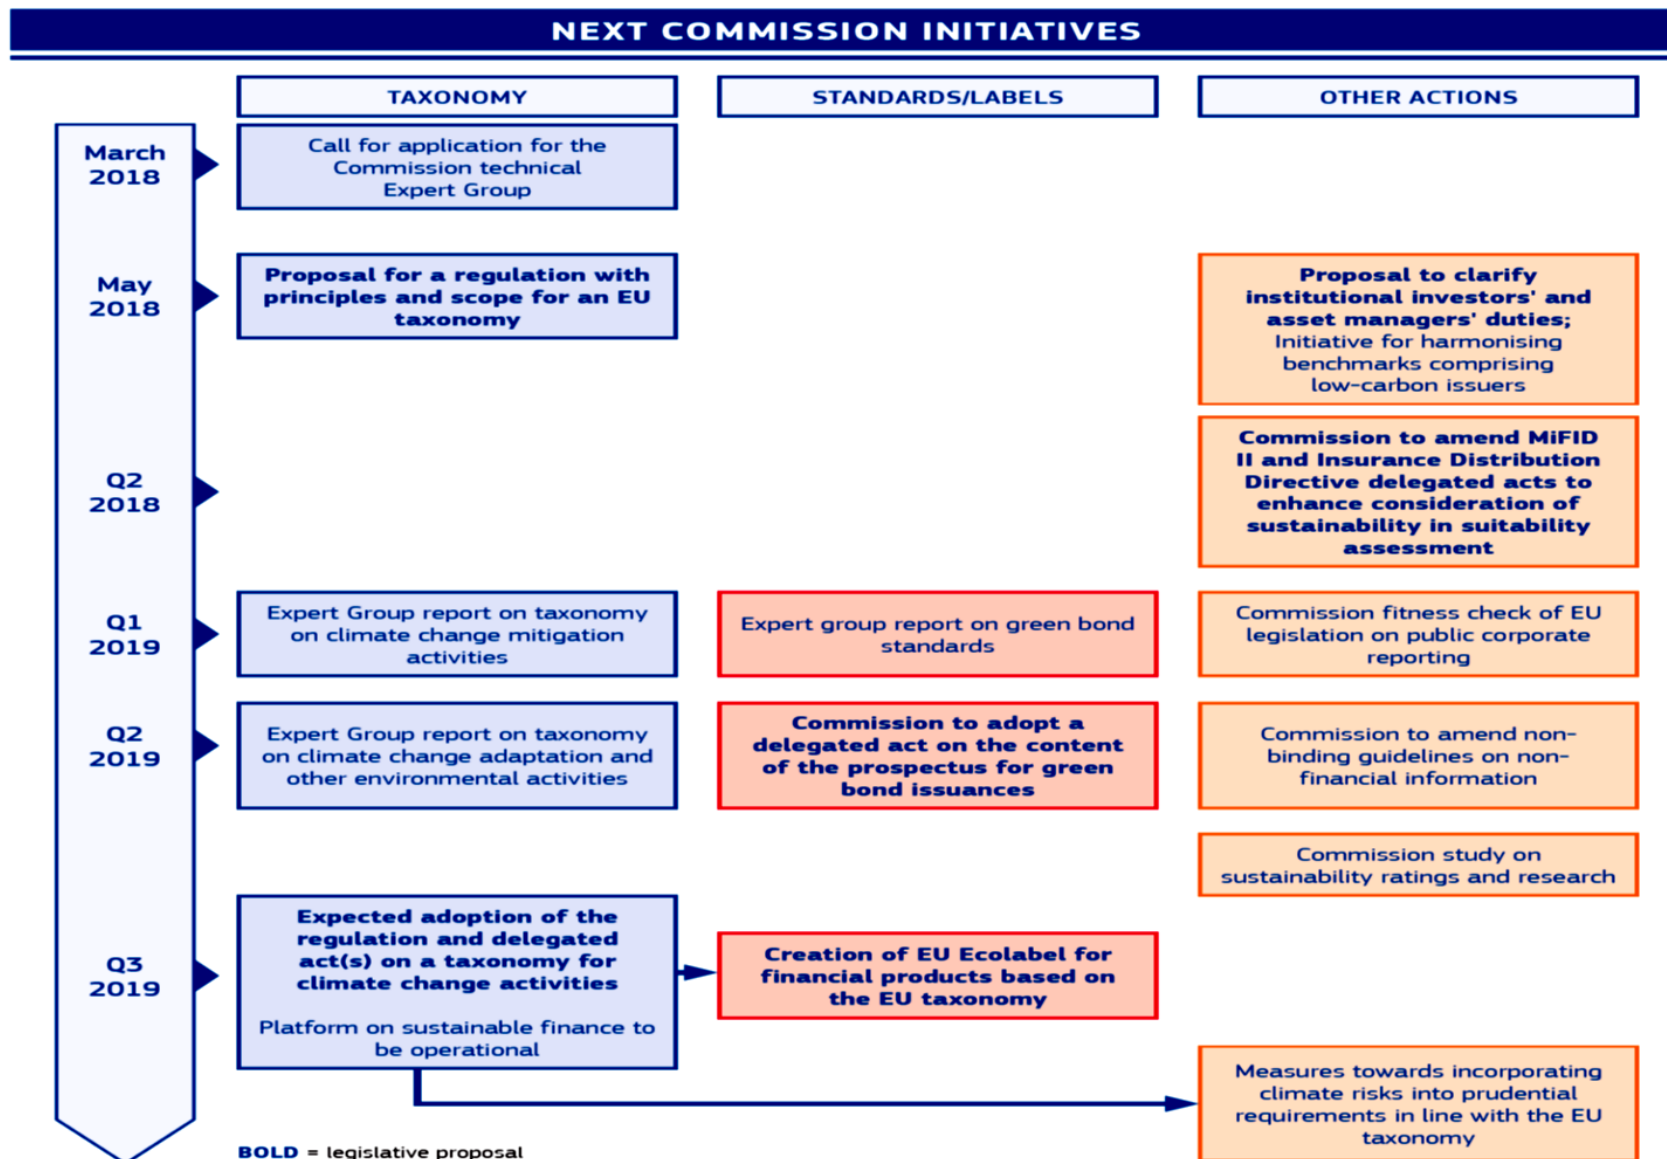 NEXT COMMISSION INITIATIVES
TAXONOMY
STANDARDS/LABELS
OTHER ACTIONS
March
2018
Call for application for the
Commission technical
Expert Group
May
2018
Proposal for a regulation with
principles and scope for an EU
taxonomy
Proposal to clarify
institutional investors' and
asset managers' duties;
Initiative for harmonising
benchmarks comprising
low-carbon issuers
Q2
2018
Commission to amend MiFID
II and Insurance Distribution
Directive delegated acts to
enhance consideration of
sustainability in suitability
assessment
Q1
2019
Expert Group report on taxonomy
on climate change mitigation
activities
Expert group report on green bond
standards
Commission fitness check of EU
legislation on public corporate
reporting
Q2
2019
Expert Group report on taxonomy
on climate change adaptation and
other environmental activities
Commission to adopt a
delegated act on the content
of the prospectus for green
bond issuances
Commission to amend non-
binding guidelines on non-
financial information
Commission study on
sustainability ratings and research
Q3
2019
Expected adoption of the
regulation and delegated
act(s) on a taxonomy for
climate change activities
Platform on sustainable finance to
be operational
Creation of EU Ecolabel for
financial products based on
the EU taxonomy
Measures towards incorporating
climate risks into prudential
requirements in line with the EU
taxonomy
BOLD = legislative proposal